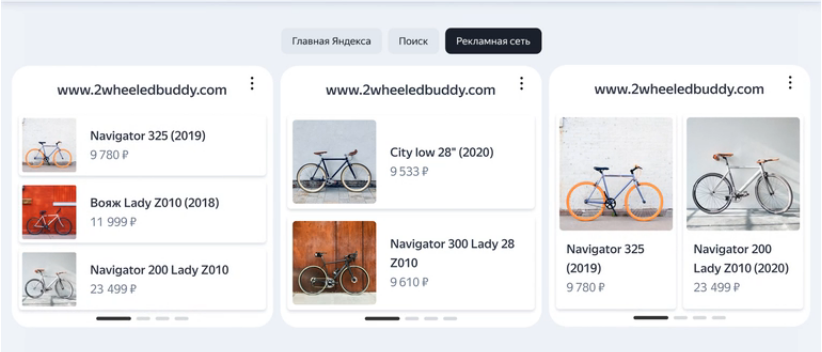 Главная Яндекса
Поиск
Рекламная сеть
www.2wheeledbuddy.com
Navigator 325 (2019)
9 780 ₽
Вояж Lady Z010 (2018)
11 999 ₽
Navigator 200 Lady Z010
23 499 ₽
www.2wheeledbuddy.com
City low 28" (2020)
9 533 ₽
Navigator 300 Lady 28
Z010
9 610 ₽
www.2wheeledbuddy.com
Navigator 325
(2019)
9 780 ₽
Navigator 200
Lady Z010 (2020)
23 499 ₽